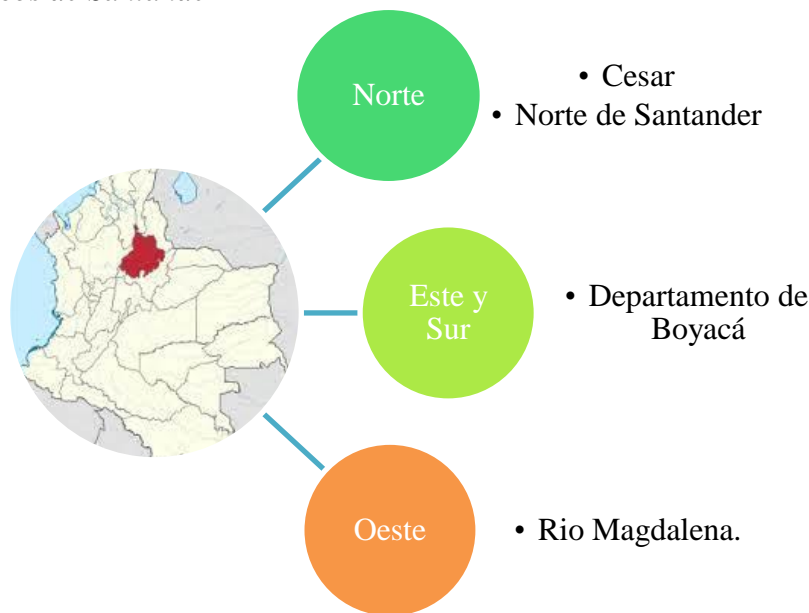 Norte
• Cesar
• Norte de Santander
Este y
Sur
• Departamento de
Boyacá
Oeste
• Rio Magdalena.